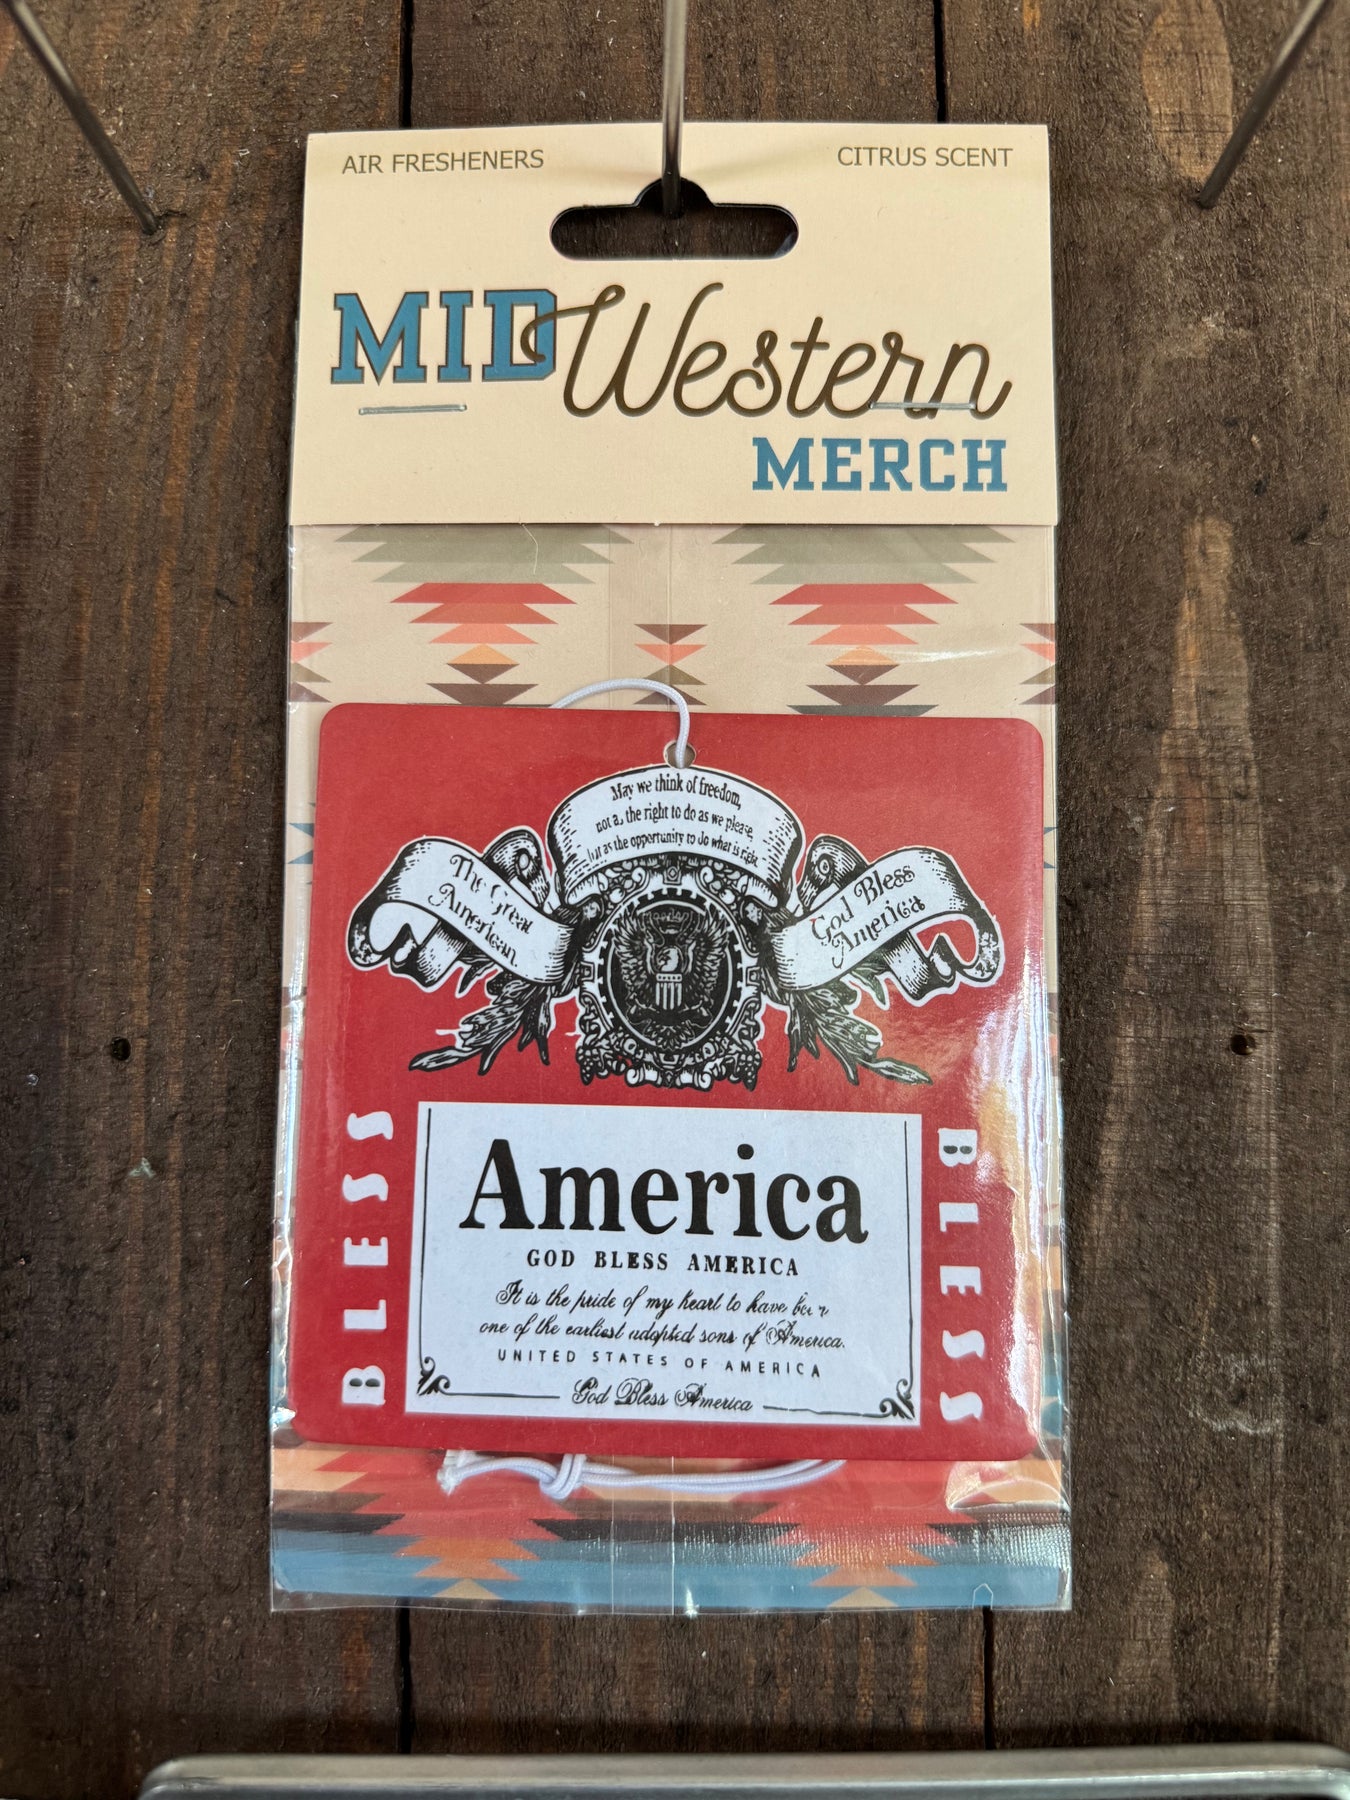 AIR FRESHENERS
CITRUS SCENT
MID Western
MERCH
May we think of freedom,
not a, the right to do as we please,
but as the opportunity to do what is right.
The Great
American.
God Bless
America
BLESS
BLESS
America
GOD BLESS AMERICA
It is the pride of my heart to have been
one of the earliest adopted sons of America.
UNITED STATES OF AMERICA
God Bless America